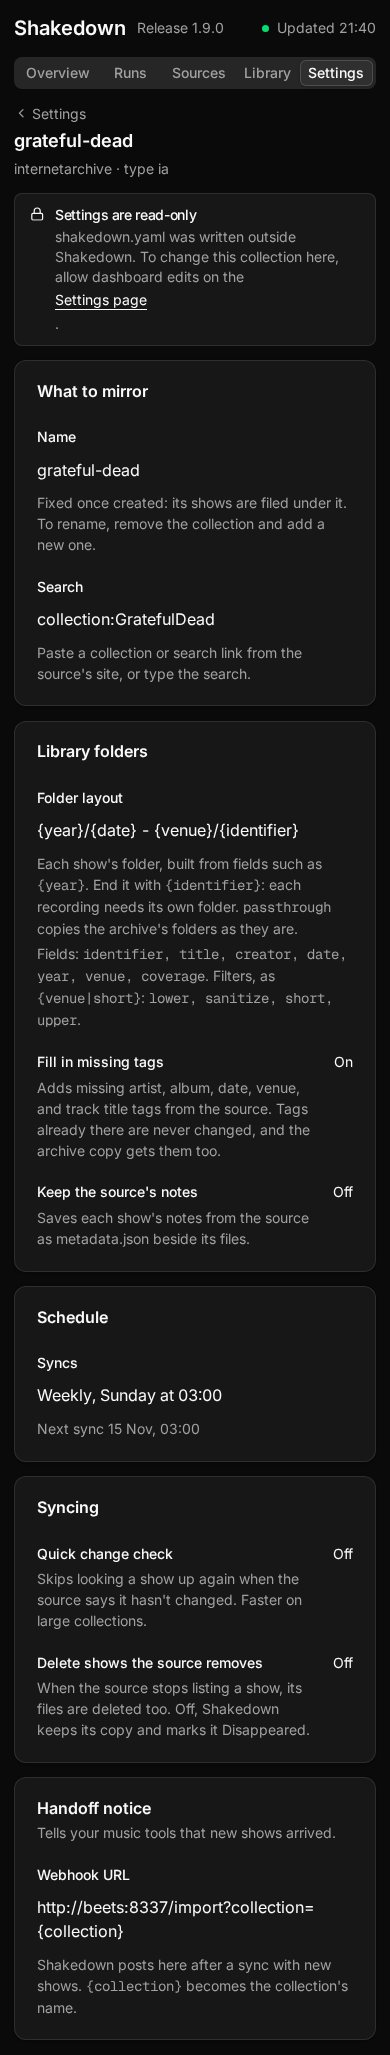 Shakedown Release 1.9.0 Updated 21:40
Overview Runs Sources Library Settings
Settings
grateful-dead
internetarchive · type ia
Settings are read-only
shakedown.yaml was written outside
Shakedown. To change this collection here,
allow dashboard edits on the
Settings page
.
What to mirror
Name
grateful-dead
Fixed once created: its shows are filed under it.
To rename, remove the collection and add a
new one.
Search
collection:GratefulDead
Paste a collection or search link from the
source's site, or type the search.
Library folders
Folder layout
{year}/{date} - {venue}/{identifier}
Each show's folder, built from fields such as
{year}. End it with {identifier}: each
recording needs its own folder. passthrough
copies the archive's folders as they are.
Fields: identifier, title, creator, date,
year, venue, coverage. Filters, as
{venue|short}: lower, sanitize, short,
upper.
Fill in missing tags On
Adds missing artist, album, date, venue,
and track title tags from the source. Tags
already there are never changed, and the
archive copy gets them too.
Keep the source's notes Off
Saves each show's notes from the source
as metadata.json beside its files.
Schedule
Syncs
Weekly, Sunday at 03:00
Next sync 15 Nov, 03:00
Syncing
Quick change check Off
Skips looking a show up again when the
source says it hasn't changed. Faster on
large collections.
Delete shows the source removes Off
When the source stops listing a show, its
files are deleted too. Off, Shakedown
keeps its copy and marks it Disappeared.
Handoff notice
Tells your music tools that new shows arrived.
Webhook URL
http://beets:8337/import?collection=
{collection}
Shakedown posts here after a sync with new
shows. {collection} becomes the collection's
name.